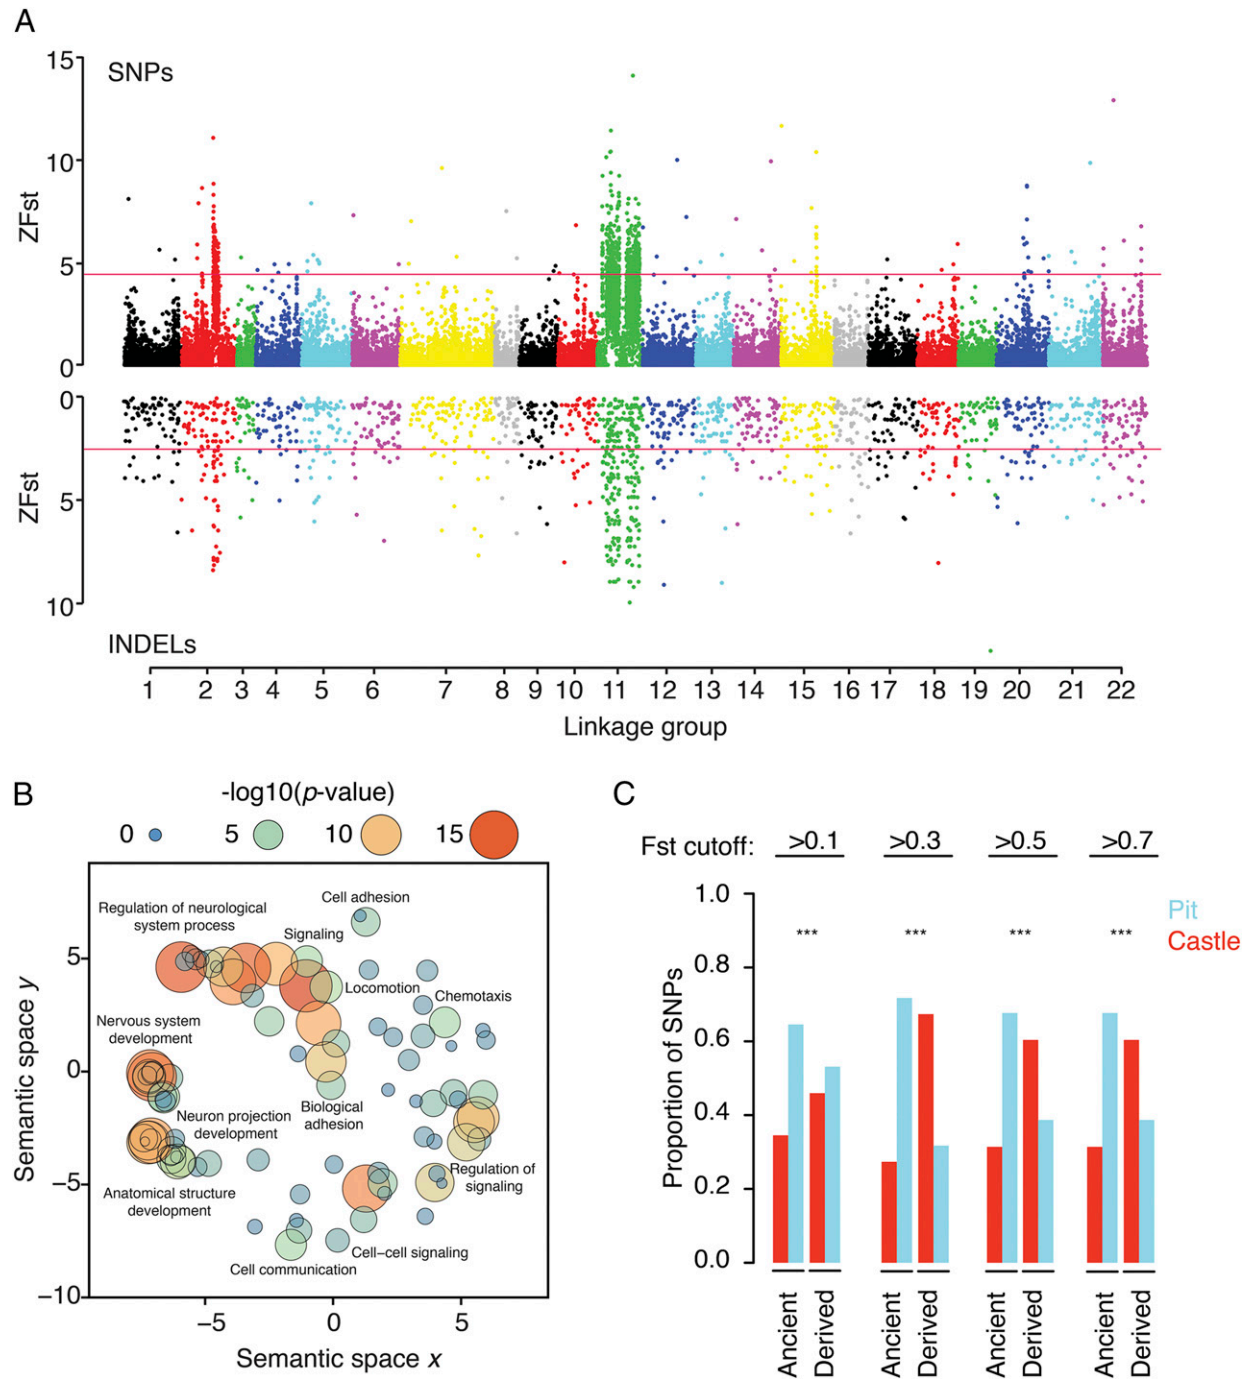 A
SNPs
15
10
5
0
ZFst
0
5
10
ZFst
INDELs
1 2 3 4 5 6 7 8 9 10 11 12 13 14 15 16 17 18 19 20 21 22
Linkage group
B
-log10(p-value)
0 5 10 15
Cell adhesion
Regulation of neurological
system process
Signaling
Locomotion
Chemotaxis
Nervous system
development
Neuron projection
development
Biological
adhesion
Anatomical structure
development
Regulation of
signaling
Cell–cell signaling
Cell communication
5
0
−5
−10
Semantic space y
−5 0 5
Semantic space x
C
Fst cutoff: >0.1 >0.3 >0.5 >0.7
Pit
Castle
*** *** *** ***
1.0
0.8
0.6
0.4
0.2
0.0
Proportion of SNPs
Ancient Derived Ancient Derived Ancient Derived Ancient Derived